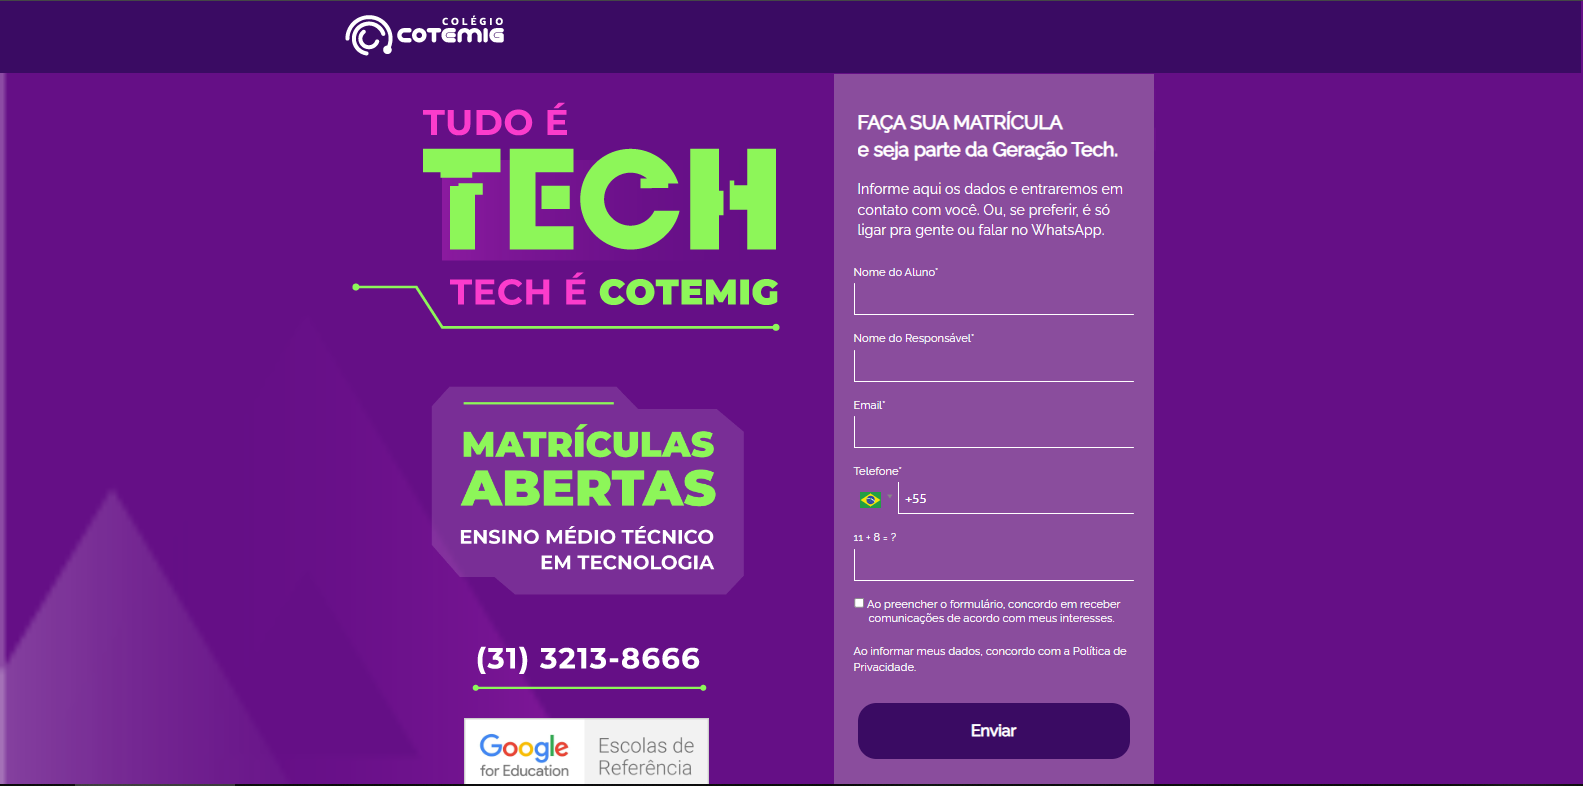 COLÉGIO
COTEMIG
TUDO É
TECH
TECH É COTEMIG
MATRÍCULAS
ABERTAS
ENSINO MÉDIO TÉCNICO
EM TECNOLOGIA
(31) 3213-8666
Google
for Education
Escolas de
Referência
FAÇA SUA MATRÍCULA
e seja parte da Geração Tech.
Informe aqui os dados e entraremos em
contato com você. Ou, se preferir, é só
ligar pra gente ou falar no WhatsApp.
Nome do Aluno*
Nome do Responsável*
Email*
Telefone*
+55
11 + 8 = ?
Ao preencher o formulário, concordo em receber
comunicações de acordo com meus interesses.
Ao informar meus dados, concordo com a Política de
Privacidade.
Enviar